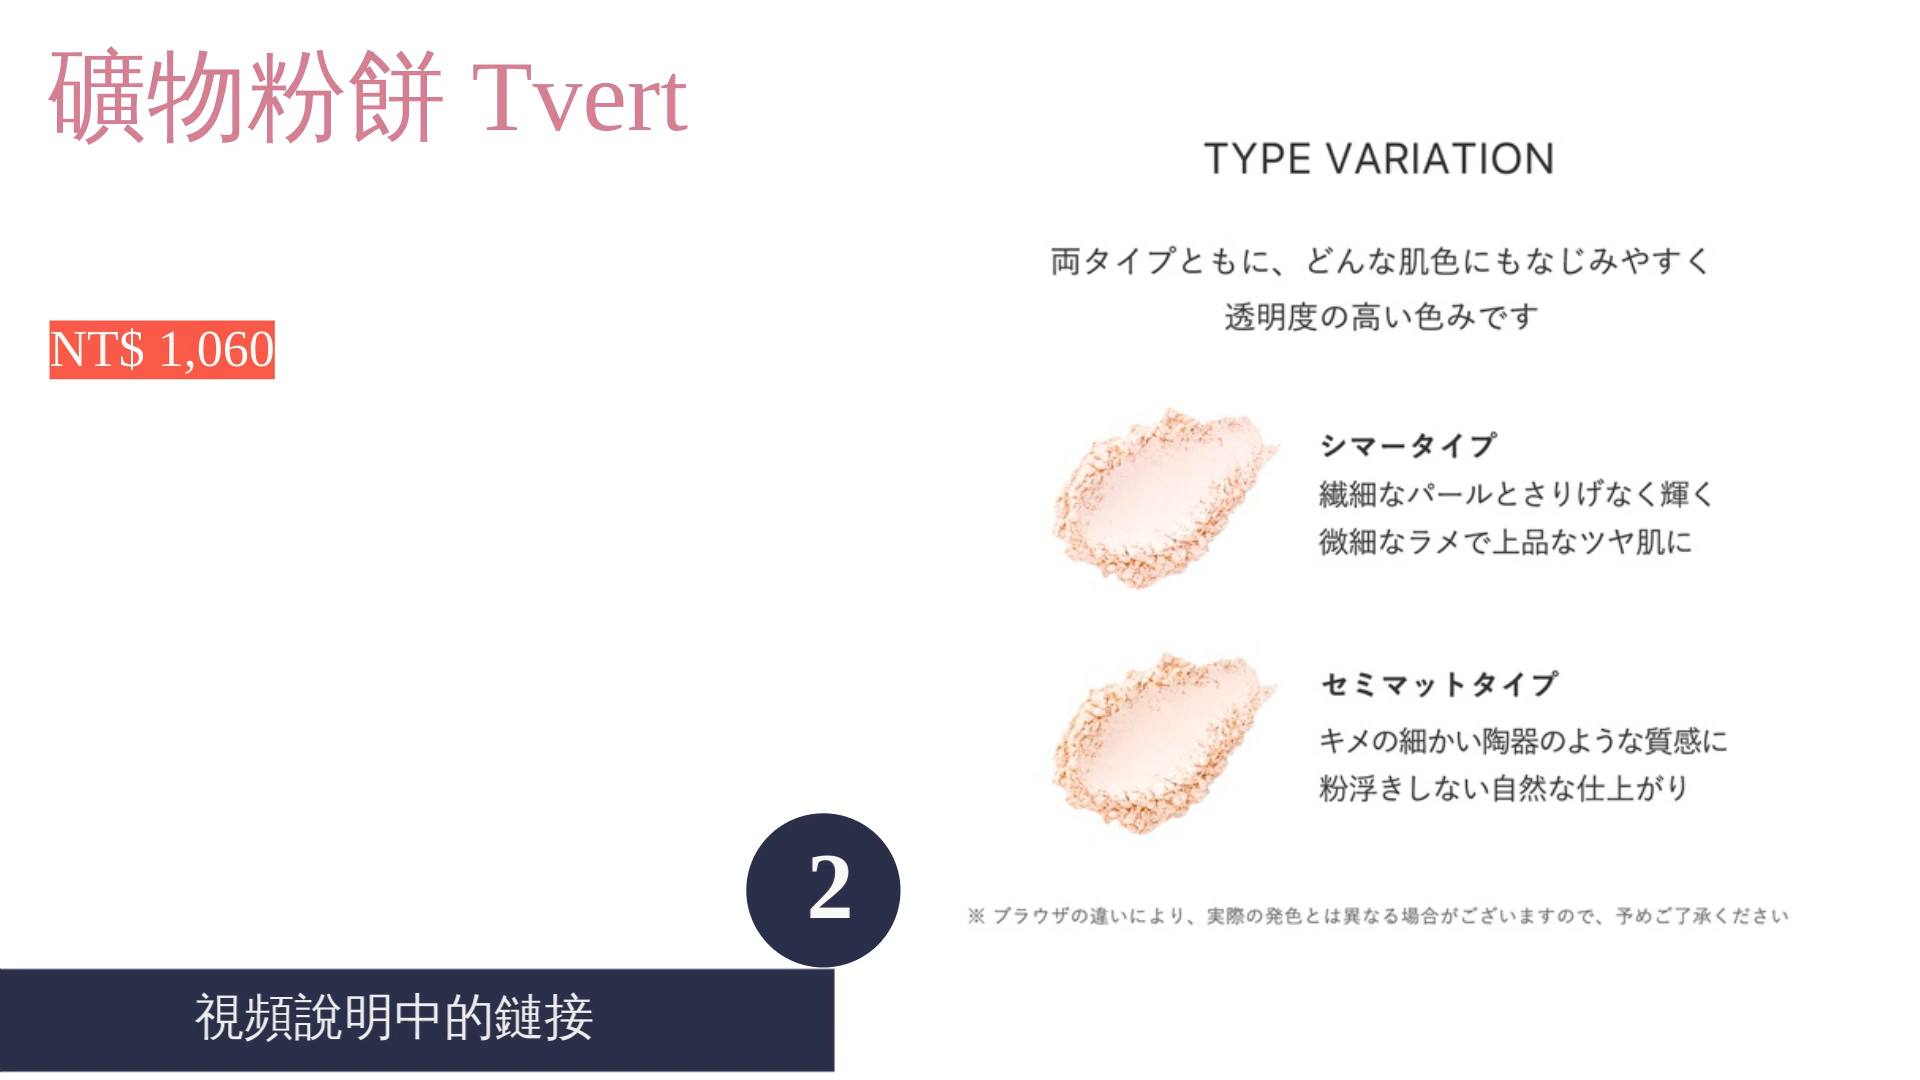 礦物粉餅 Tvert
NT$ 1,060
TYPE VARIATION
両タイプともに、どんな肌色にもなじみやすく
透明度の高い色みです
シマータイプ
繊細なパールとさりげなく輝く
微細なラメで上品なツヤ肌に
セミマットタイプ
キメの細かい陶器のような質感に
粉浮きしない自然な仕上がり
※ ブラウザの違いにより、実際の発色とは異なる場合がございますので、予めご了承ください
2
視頻說明中的鏈接